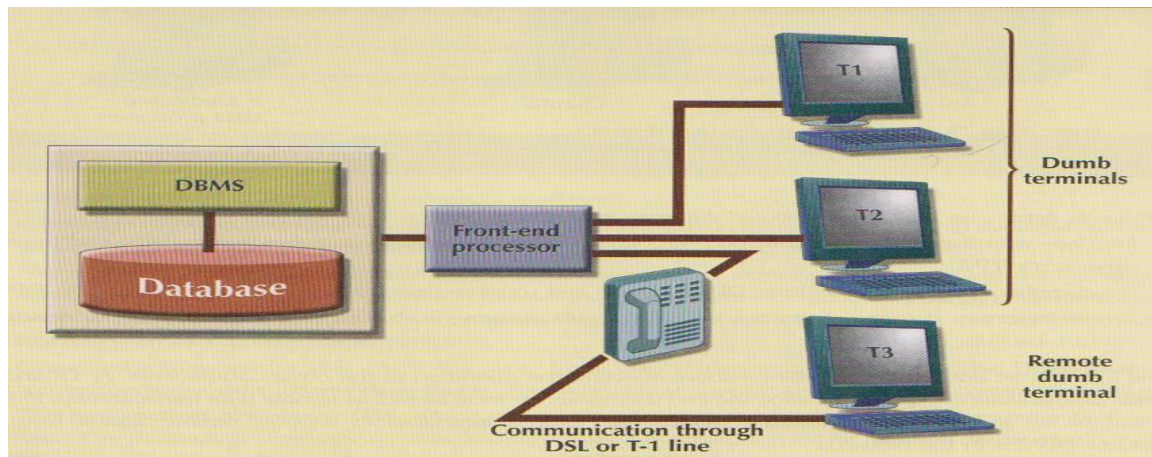 DBMS
Database
Front-end
processor
T1
T2
T3
Dumb
terminals
Remote
dumb
terminal
Communication through
DSL or T-1 line